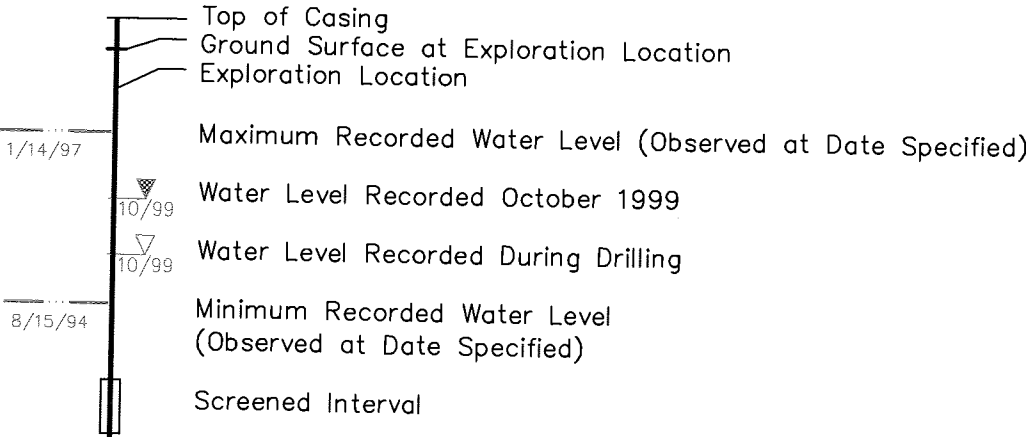 Top of Casing
Ground Surface at Exploration Location
Exploration Location
Maximum Recorded Water Level (Observed at Date Specified)
1/14/97
Water Level Recorded October 1999
10/99
Water Level Recorded During Drilling
10/99
Minimum Recorded Water Level
8/15/94
(Observed at Date Specified)
Screened Interval